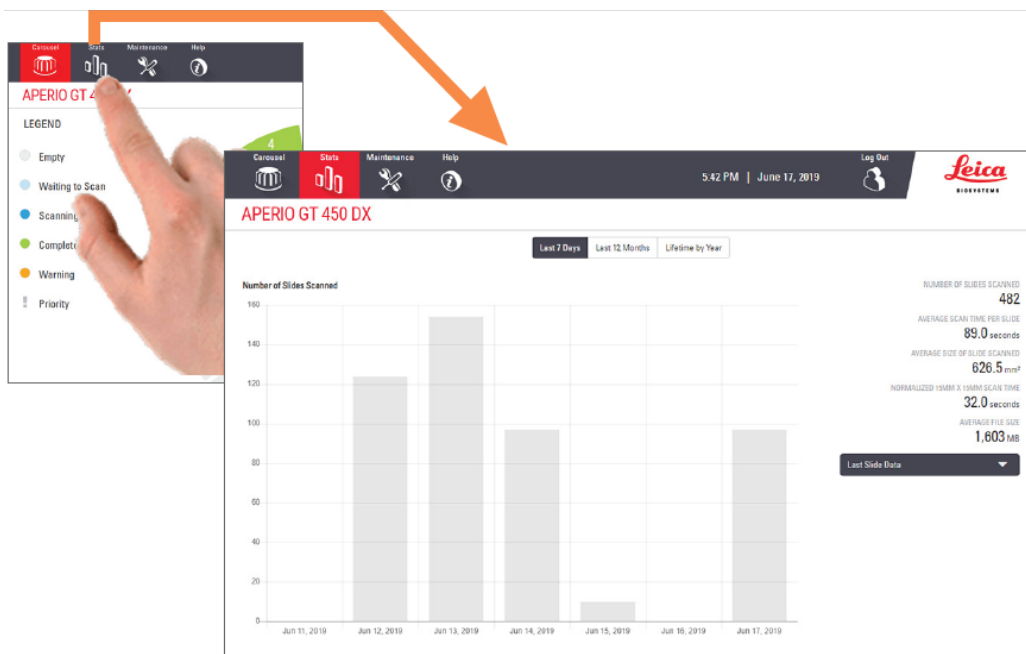 Carousel Stats Maintenance Help
APERIO GT 4
LEGEND
Empty
Waiting to Scan
Scanning
Complete
Warning
Priority
4
Carousel Stats Maintenance Help
5:42 PM | June 17, 2019
Log Out
Leica
BIOSYSTEMS
APERIO GT 450 DX
Last 7 Days Last 12 Months Lifetime by Year
Number of Slides Scanned
160
140
120
100
80
60
40
20
0
Jun 11, 2019 Jun 12, 2019 Jun 13, 2019 Jun 14, 2019 Jun 15, 2019 Jun 16, 2019 Jun 17, 2019
NUMBER OF SLIDES SCANNED
482
AVERAGE SCAN TIME PER SLIDE
89.0 seconds
AVERAGE SIZE OF SLIDE SCANNED
626.5 mm²
NORMALIZED 15MM X 15MM SCAN TIME
32.0 seconds
AVERAGE FILE SIZE
1,603 MB
Last Slide Data